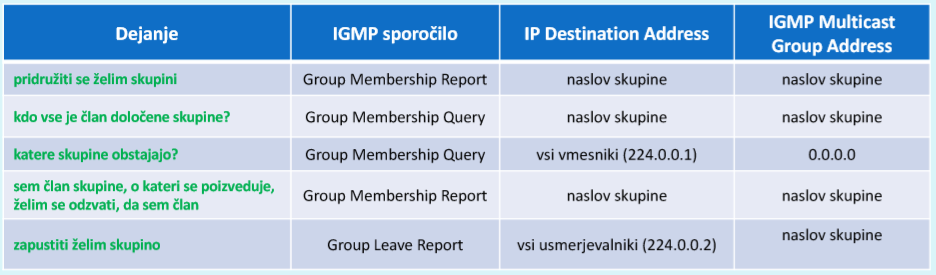 Dejanje IGMP sporočilo IP Destination Address IGMP Multicast
Group Address
pridružiti se želim skupini Group Membership Report naslov skupine naslov skupine
kdo vse je član določene skupine? Group Membership Query naslov skupine naslov skupine
katere skupine obstajajo? Group Membership Query vsi vmesniki (224.0.0.1) 0.0.0.0
sem član skupine, o kateri se poizveduje,
želim se odzvati, da sem član Group Membership Report naslov skupine naslov skupine
zapustiti želim skupino Group Leave Report vsi usmerjevalniki (224.0.0.2) naslov skupine